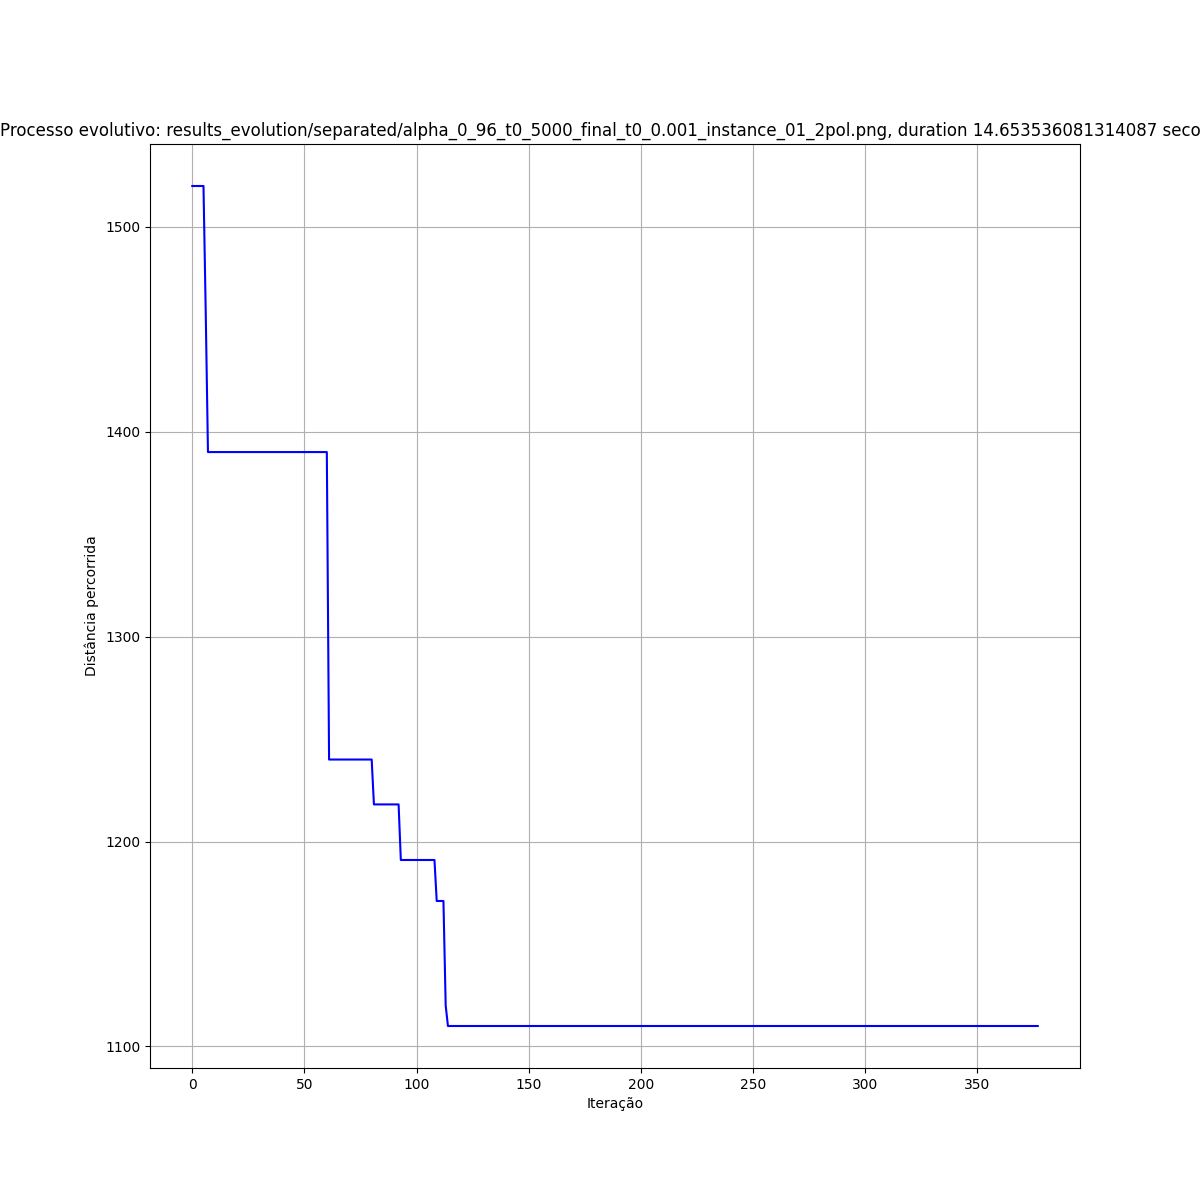 Processo evolutivo: results_evolution/separated/alpha_0_96_t0_5000_final_t0_0.001_instance_01_2pol.png, duration 14.653536081314087 seco
1500
1400
1300
1200
1100
Distância percorrida
0 50 100 150 200 250 300 350
Iteração